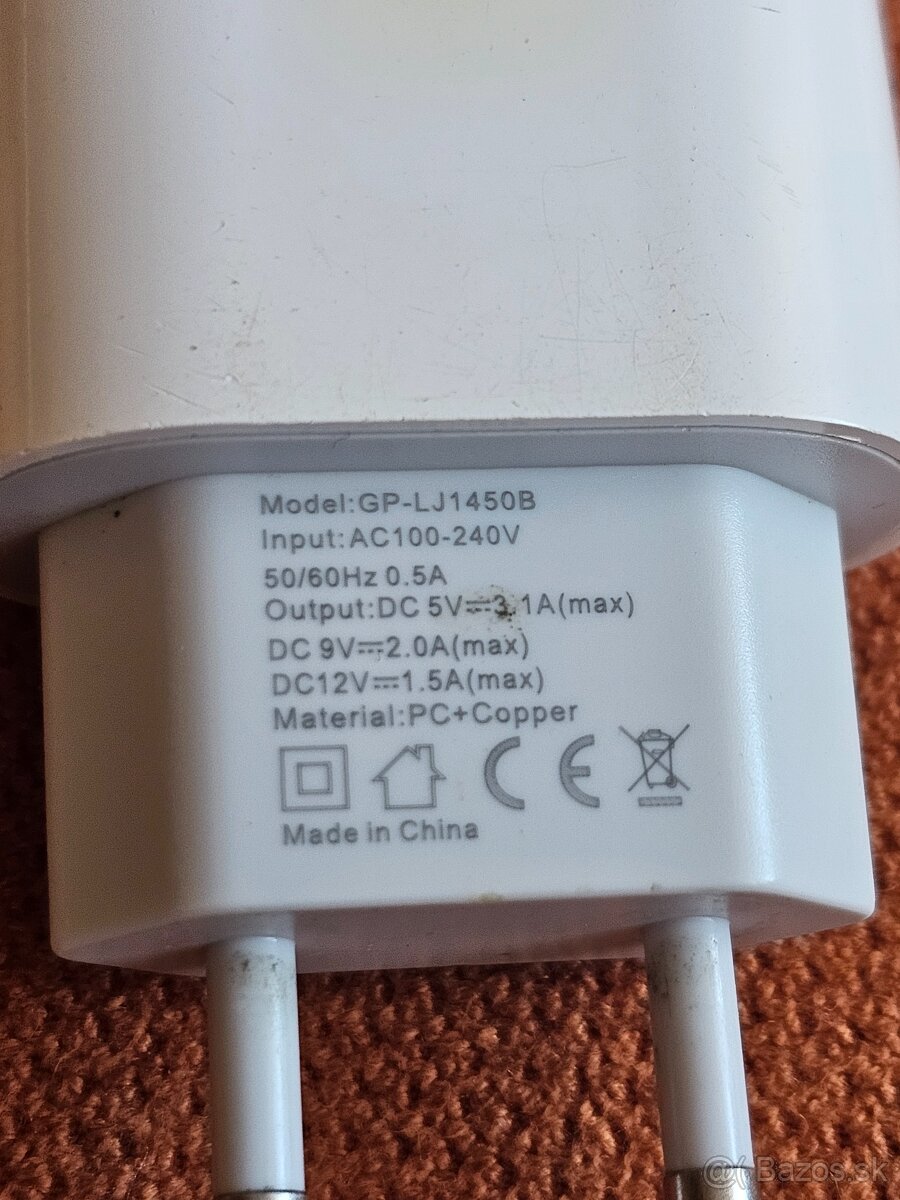 Model:GP-LJ1450B
Input:AC100-240V
50/60Hz 0.5A
Output:DC 5V⎓3.1A(max)
DC 9V⎓2.0A(max)
DC12V⎓1.5A(max)
Material:PC+Copper
CE
Made in China
@( Bazos.sk